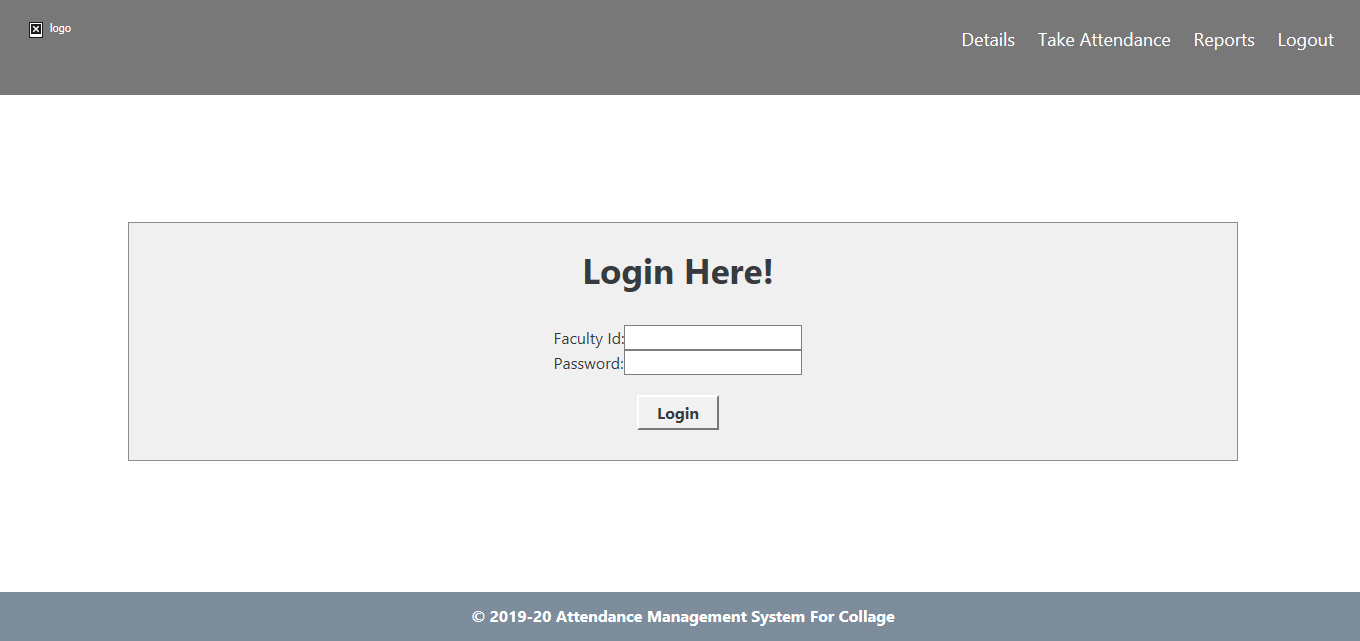 logo
Details Take Attendance Reports Logout
Login Here!
Faculty Id:
Password:
Login
© 2019-20 Attendance Management System For Collage